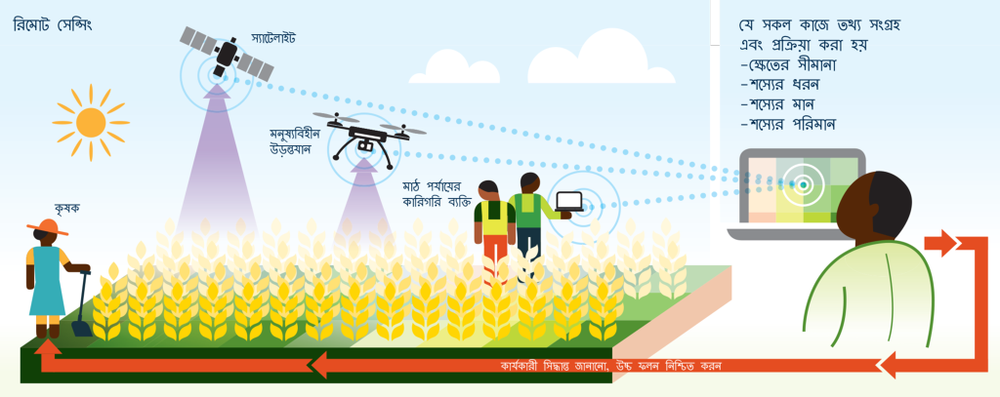 রিমোট সেন্সিং
স্যাটেলাইট
মনুষ্যবিহীন
উড়ন্তযান
মাঠ পর্যায়ের
কারিগরি ব্যক্তি
কৃষক
যে সকল কাজে তথ্য সংগ্রহ
এবং প্রক্রিয়া করা হয়
-ক্ষেতের সীমানা
-শস্যের ধরন
-শস্যের মান
-শস্যের পরিমান
কার্যকারী সিদ্ধান্ত জানানো, উচ্চ ফলন নিশ্চিত করন